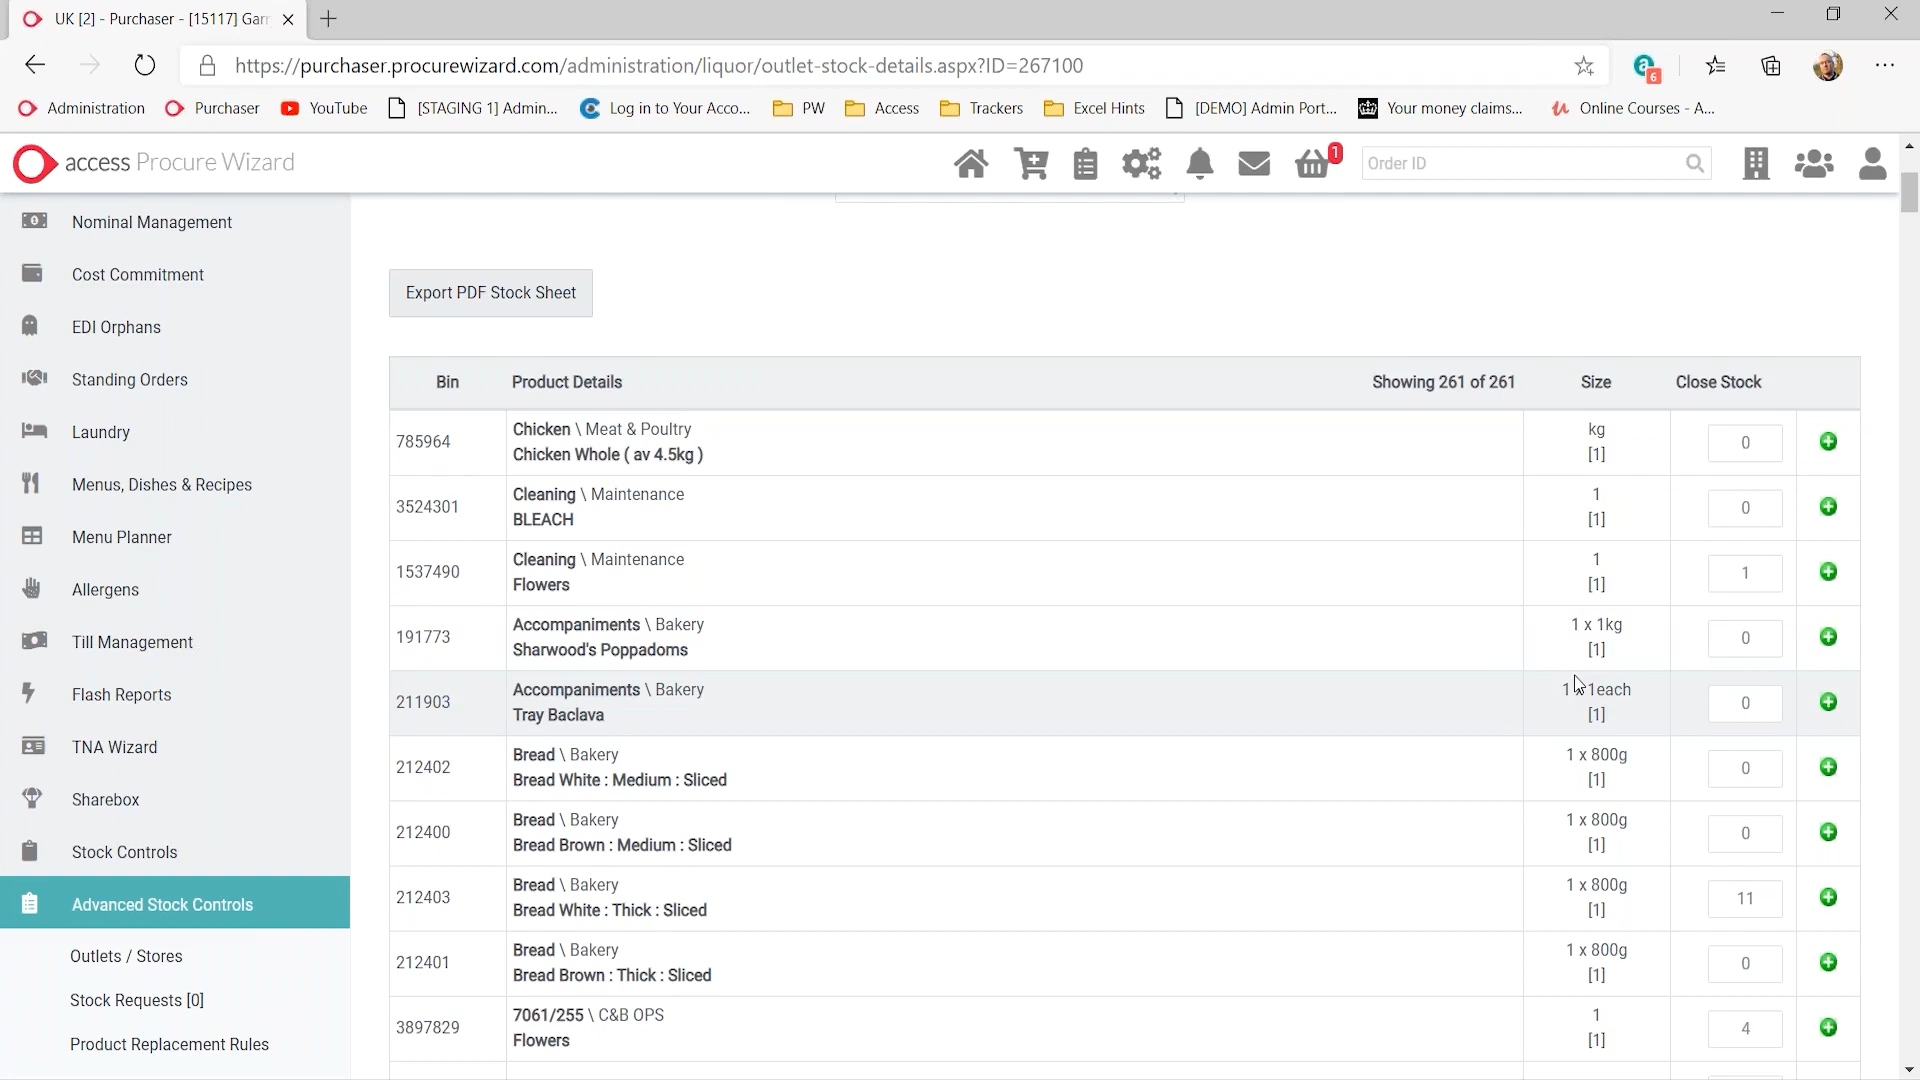 UK [2] - Purchaser - [15117] Gar
https://purchaser.procurewizard.com/administration/liquor/outlet-stock-details.aspx?ID=267100
6
Administration Purchaser YouTube [STAGING 1] Admin... Log in to Your Acco... PW Access Trackers Excel Hints [DEMO] Admin Port... Your money claims... Online Courses - A...
access Procure Wizard
1
Order ID
Nominal Management
Cost Commitment
EDI Orphans
Standing Orders
Laundry
Menus, Dishes & Recipes
Menu Planner
Allergens
Till Management
Flash Reports
TNA Wizard
Sharebox
Stock Controls
Advanced Stock Controls
Outlets / Stores
Stock Requests [0]
Product Replacement Rules
Export PDF Stock Sheet
Bin Product Details Showing 261 of 261 Size Close Stock
Chicken \ Meat & Poultry kg
785964 0
Chicken Whole ( av 4.5kg ) [1]
Cleaning \ Maintenance 1
3524301 0
BLEACH [1]
Cleaning \ Maintenance 1
1537490 1
Flowers [1]
Accompaniments \ Bakery 1 x 1kg
191773 0
Sharwood's Poppadoms [1]
Accompaniments \ Bakery 1 1each
211903 0
Tray Baclava [1]
Bread \ Bakery 1 x 800g
212402 0
Bread White : Medium : Sliced [1]
Bread \ Bakery 1 x 800g
212400 0
Bread Brown : Medium : Sliced [1]
Bread \ Bakery 1 x 800g
212403 11
Bread White : Thick : Sliced [1]
Bread \ Bakery 1 x 800g
212401 0
Bread Brown : Thick : Sliced [1]
7061/255 \ C&B OPS 1
3897829 4
Flowers [1]